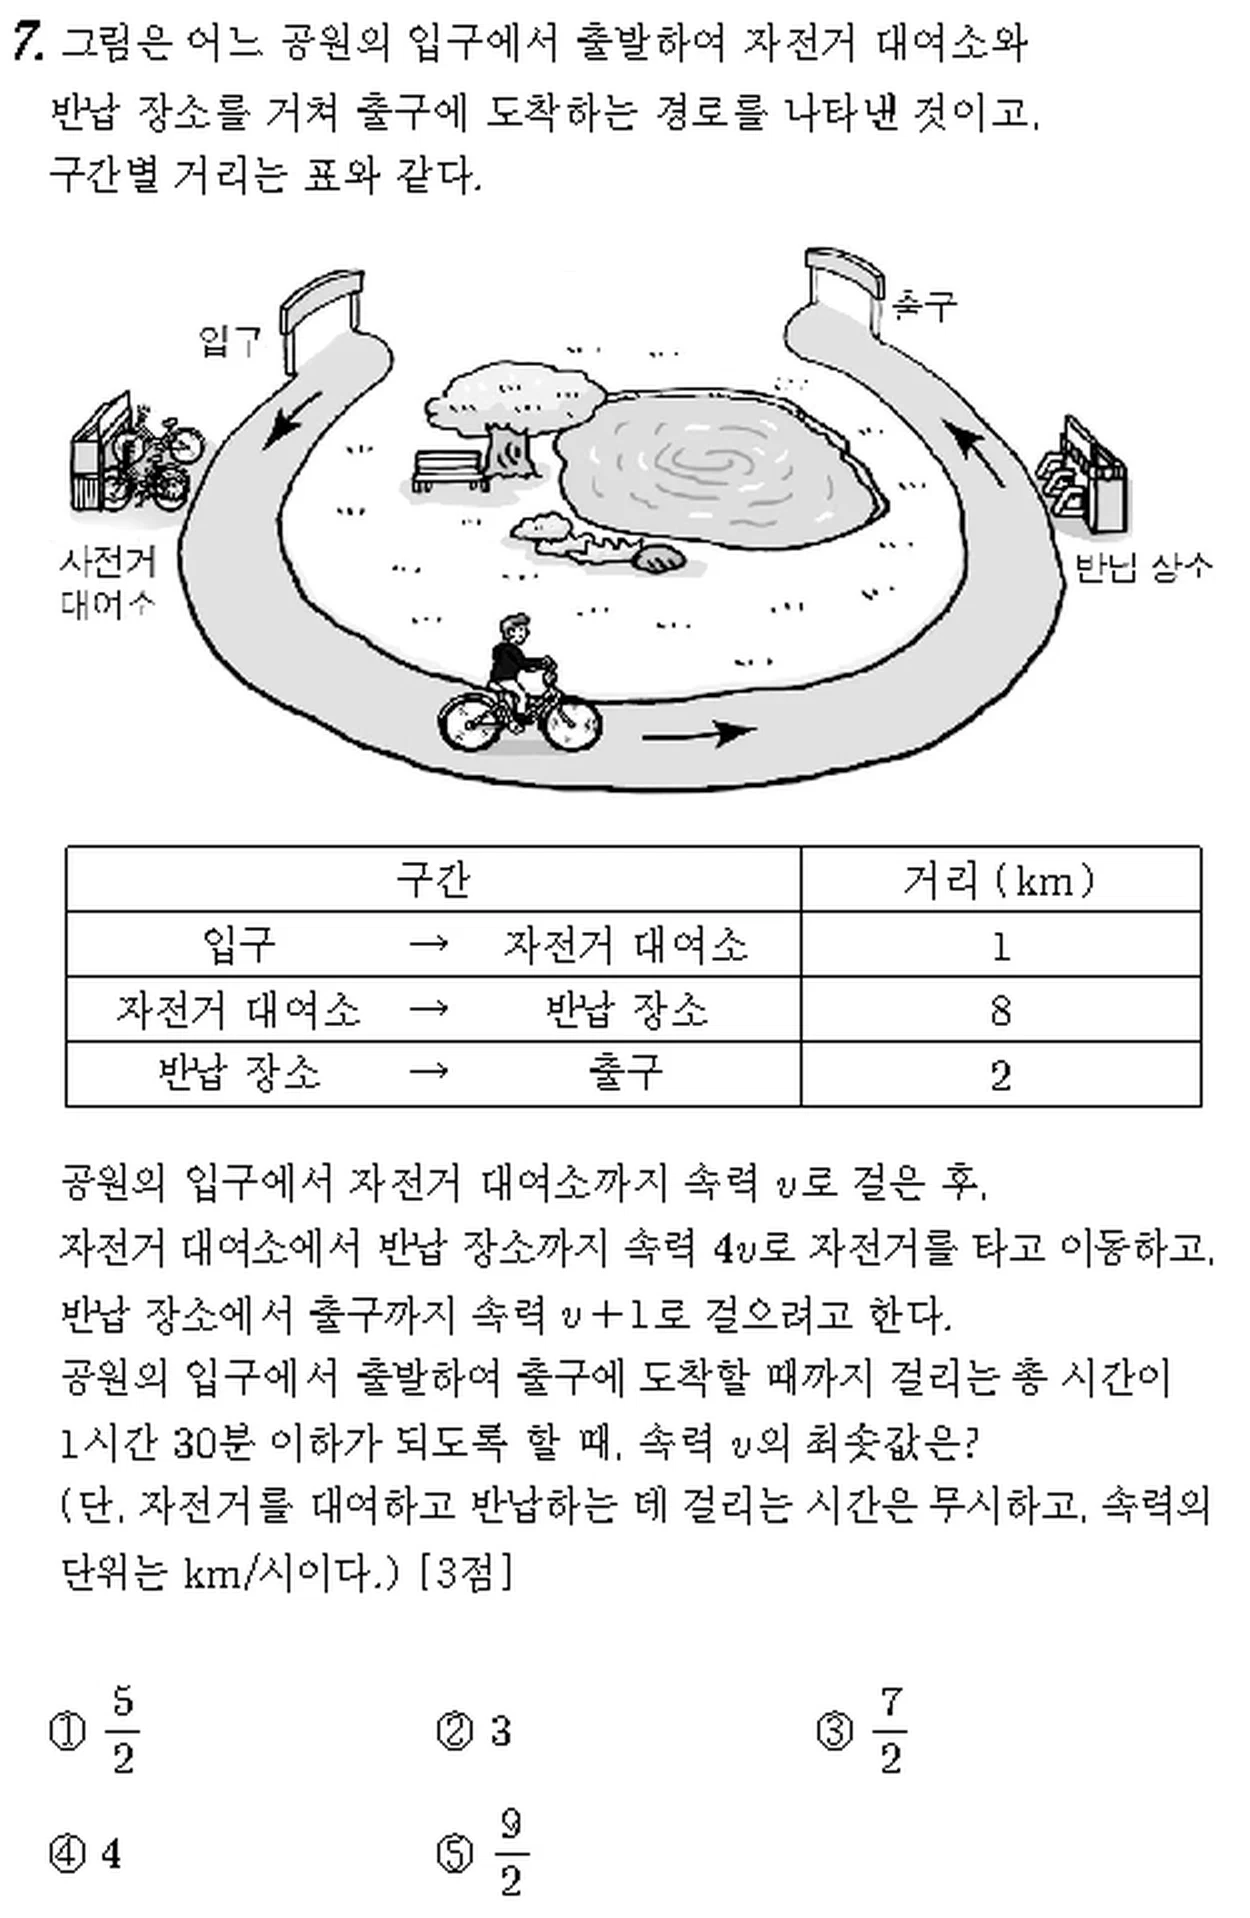 7. 그림은 어느 공원의 입구에서 출발하여 자전거 대여소와
반납 장소를 거쳐 출구에 도착하는 경로를 나타낸 것이고,
구간별 거리는 표와 같다.
입구
출구
자전거
대여소
반납 장소
구간 거리 (km)
입구 → 자전거 대여소 1
자전거 대여소 → 반납 장소 8
반납 장소 → 출구 2
공원의 입구에서 자전거 대여소까지 속력 v로 걸은 후,
자전거 대여소에서 반납 장소까지 속력 4v로 자전거를 타고 이동하고,
반납 장소에서 출구까지 속력 v+1로 걸으려고 한다.
공원의 입구에서 출발하여 출구에 도착할 때까지 걸리는 총 시간이
1시간 30분 이하가 되도록 할 때, 속력 v의 최솟값은?
(단, 자전거를 대여하고 반납하는 데 걸리는 시간은 무시하고, 속력의
단위는 km/시이다.) [3점]
① 5/2 ② 3 ③ 7/2
④ 4 ⑤ 9/2